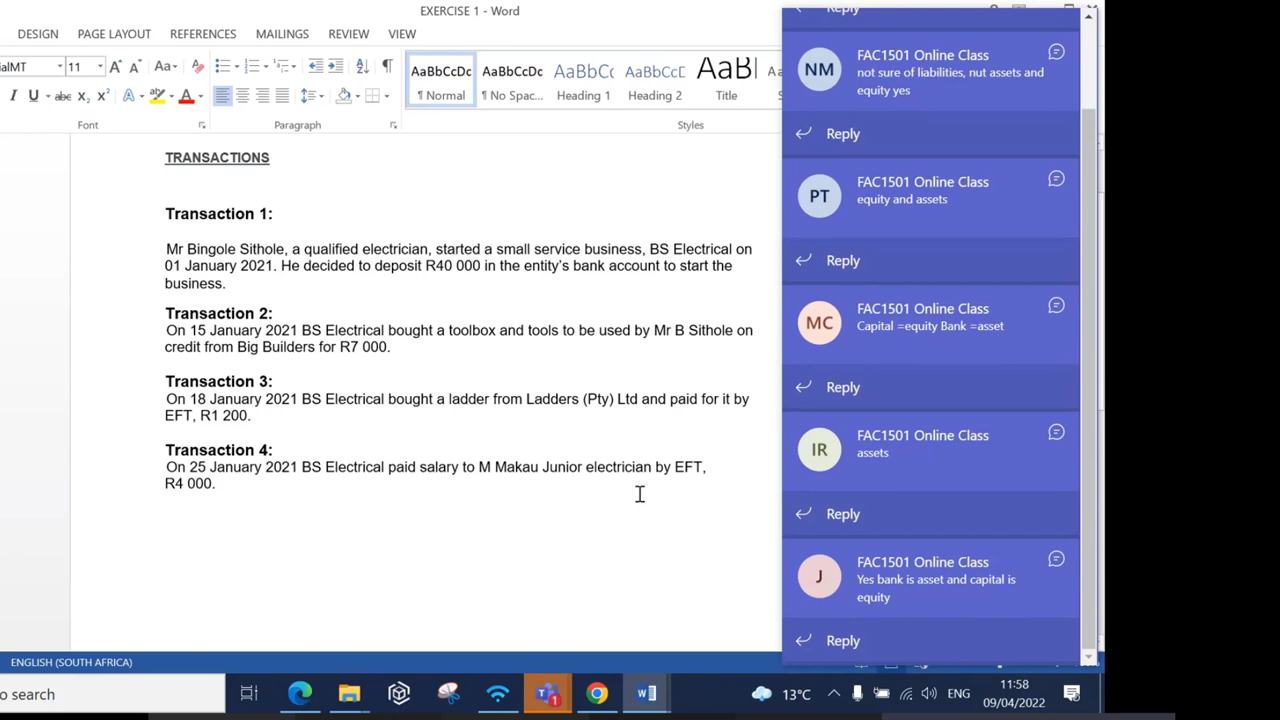 EXERCISE 1 - Word
DESIGN
PAGE LAYOUT
REFERENCES
MAILINGS
REVIEW
VIEW
ialMT
11
Aa
AaBbCcDc
AaBbCcDc
AaBbCc
AaBbCcDc
AaBl
¶ Normal
¶ No Spac...
Heading 1
Heading 2
Title
Font
Paragraph
Styles
TRANSACTIONS
Transaction 1:
Mr Bingole Sithole, a qualified electrician, started a small service business, BS Electrical on
01 January 2021. He decided to deposit R40 000 in the entity's bank account to start the
business.
Transaction 2:
On 15 January 2021 BS Electrical bought a toolbox and tools to be used by Mr B Sithole on
credit from Big Builders for R7 000.
Transaction 3:
On 18 January 2021 BS Electrical bought a ladder from Ladders (Pty) Ltd and paid for it by
EFT, R1 200.
Transaction 4:
On 25 January 2021 BS Electrical paid salary to M Makau Junior electrician by EFT,
R4 000.
Reply
NM
FAC1501 Online Class
not sure of liabilities, nut assets and
equity yes
Reply
PT
FAC1501 Online Class
equity and assets
Reply
MC
FAC1501 Online Class
Capital =equity Bank =asset
Reply
IR
FAC1501 Online Class
assets
Reply
J
FAC1501 Online Class
Yes bank is asset and capital is
equity
Reply
ENGLISH (SOUTH AFRICA)
o search
1
13°C
ENG
11:58
09/04/2022